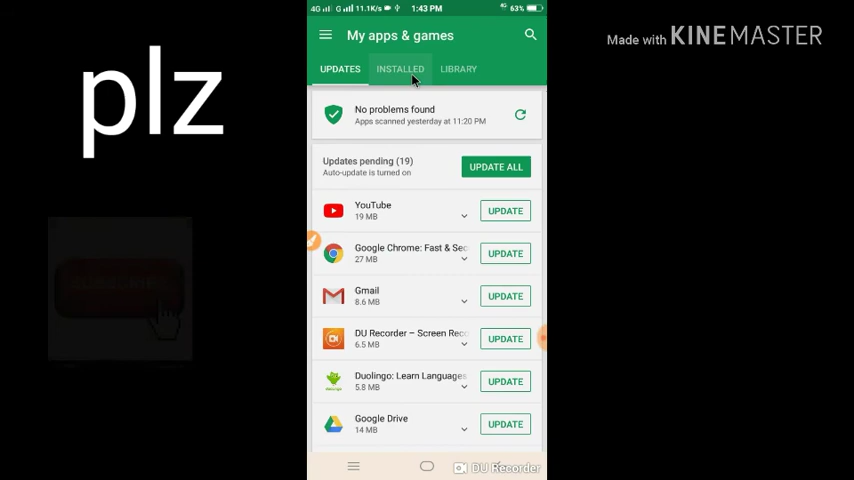 plz
Made with KINEMASTER
4G G 11.1K/s 1:43 PM 4G 63%
My apps & games
UPDATES INSTALLED LIBRARY
No problems found
Apps scanned yesterday at 11:20 PM
Updates pending (19)
Auto-update is turned on
UPDATE ALL
YouTube
19 MB
UPDATE
Google Chrome: Fast & Sec
27 MB
UPDATE
Gmail
8.6 MB
UPDATE
DU Recorder – Screen Rec
6.5 MB
UPDATE
Duolingo: Learn Languages
5.8 MB
UPDATE
Google Drive
14 MB
UPDATE
DU Recorder